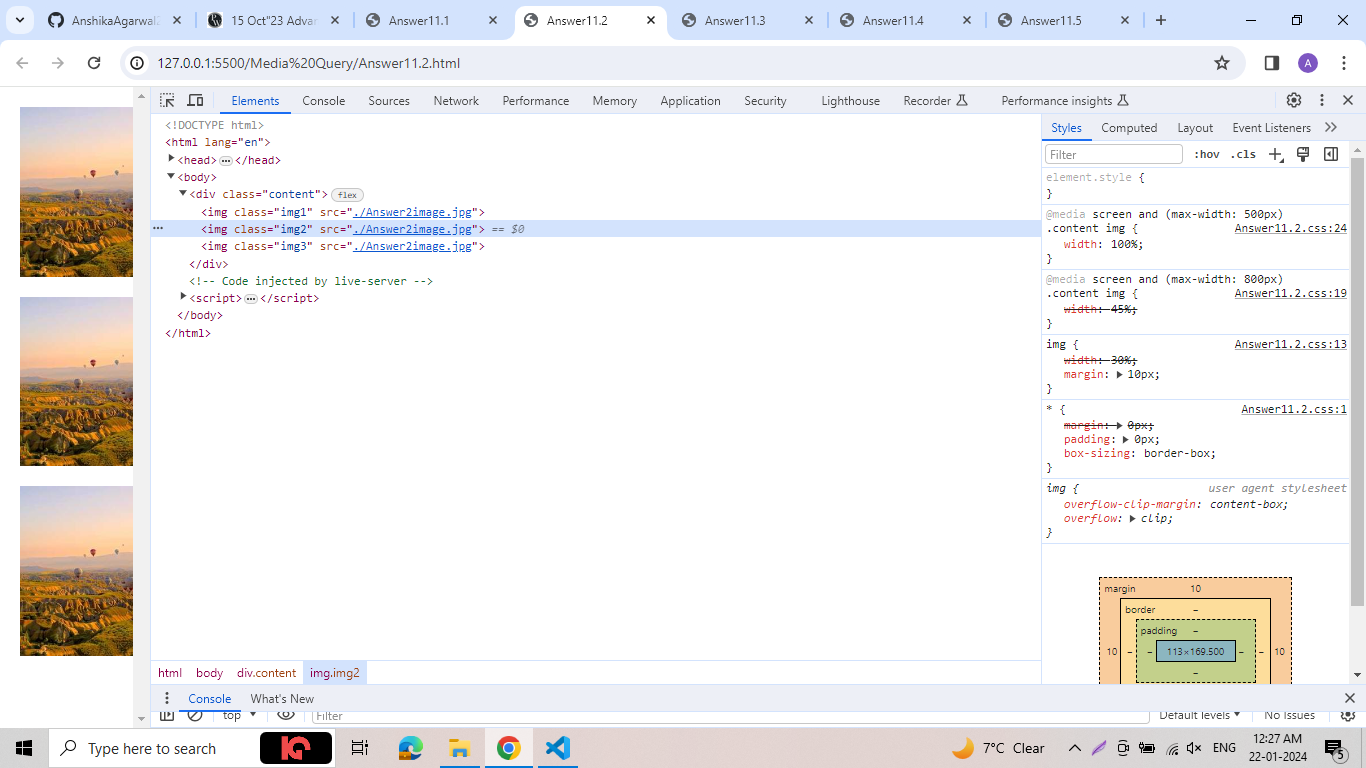 AnshikaAgarwal
15 Oct"23 Advar
Answer11.1
Answer11.2
Answer11.3
Answer11.4
Answer11.5
127.0.0.1:5500/Media%20Query/Answer11.2.html
A
Elements Console Sources Network Performance Memory Application Security Lighthouse Recorder Performance insights
<!DOCTYPE html>
<html lang="en">
<head> </head>
<body>
<div class="content"> flex
<img class="img1" src="./Answer2image.jpg">
<img class="img2" src="./Answer2image.jpg"> == $0
<img class="img3" src="./Answer2image.jpg">
</div>
<!-- Code injected by live-server -->
<script> </script>
</body>
</html>
html body div.content img.img2
Styles Computed Layout Event Listeners
Filter :hov .cls
element.style {
}
@media screen and (max-width: 500px)
.content img { Answer11.2.css:24
width: 100%;
}
@media screen and (max-width: 800px)
.content img { Answer11.2.css:19
width: 45%;
}
img { Answer11.2.css:13
width: 30%;
margin: 10px;
}
* { Answer11.2.css:1
margin: 0px;
padding: 0px;
box-sizing: border-box;
}
img { user agent stylesheet
overflow-clip-margin: content-box;
overflow: clip;
}
margin 10
border –
padding –
10 – – 113×169.500 – – 10
–
Console What's New
top Filter Default levels No Issues
Type here to search
7°C Clear
ENG
12:27 AM
22-01-2024
5